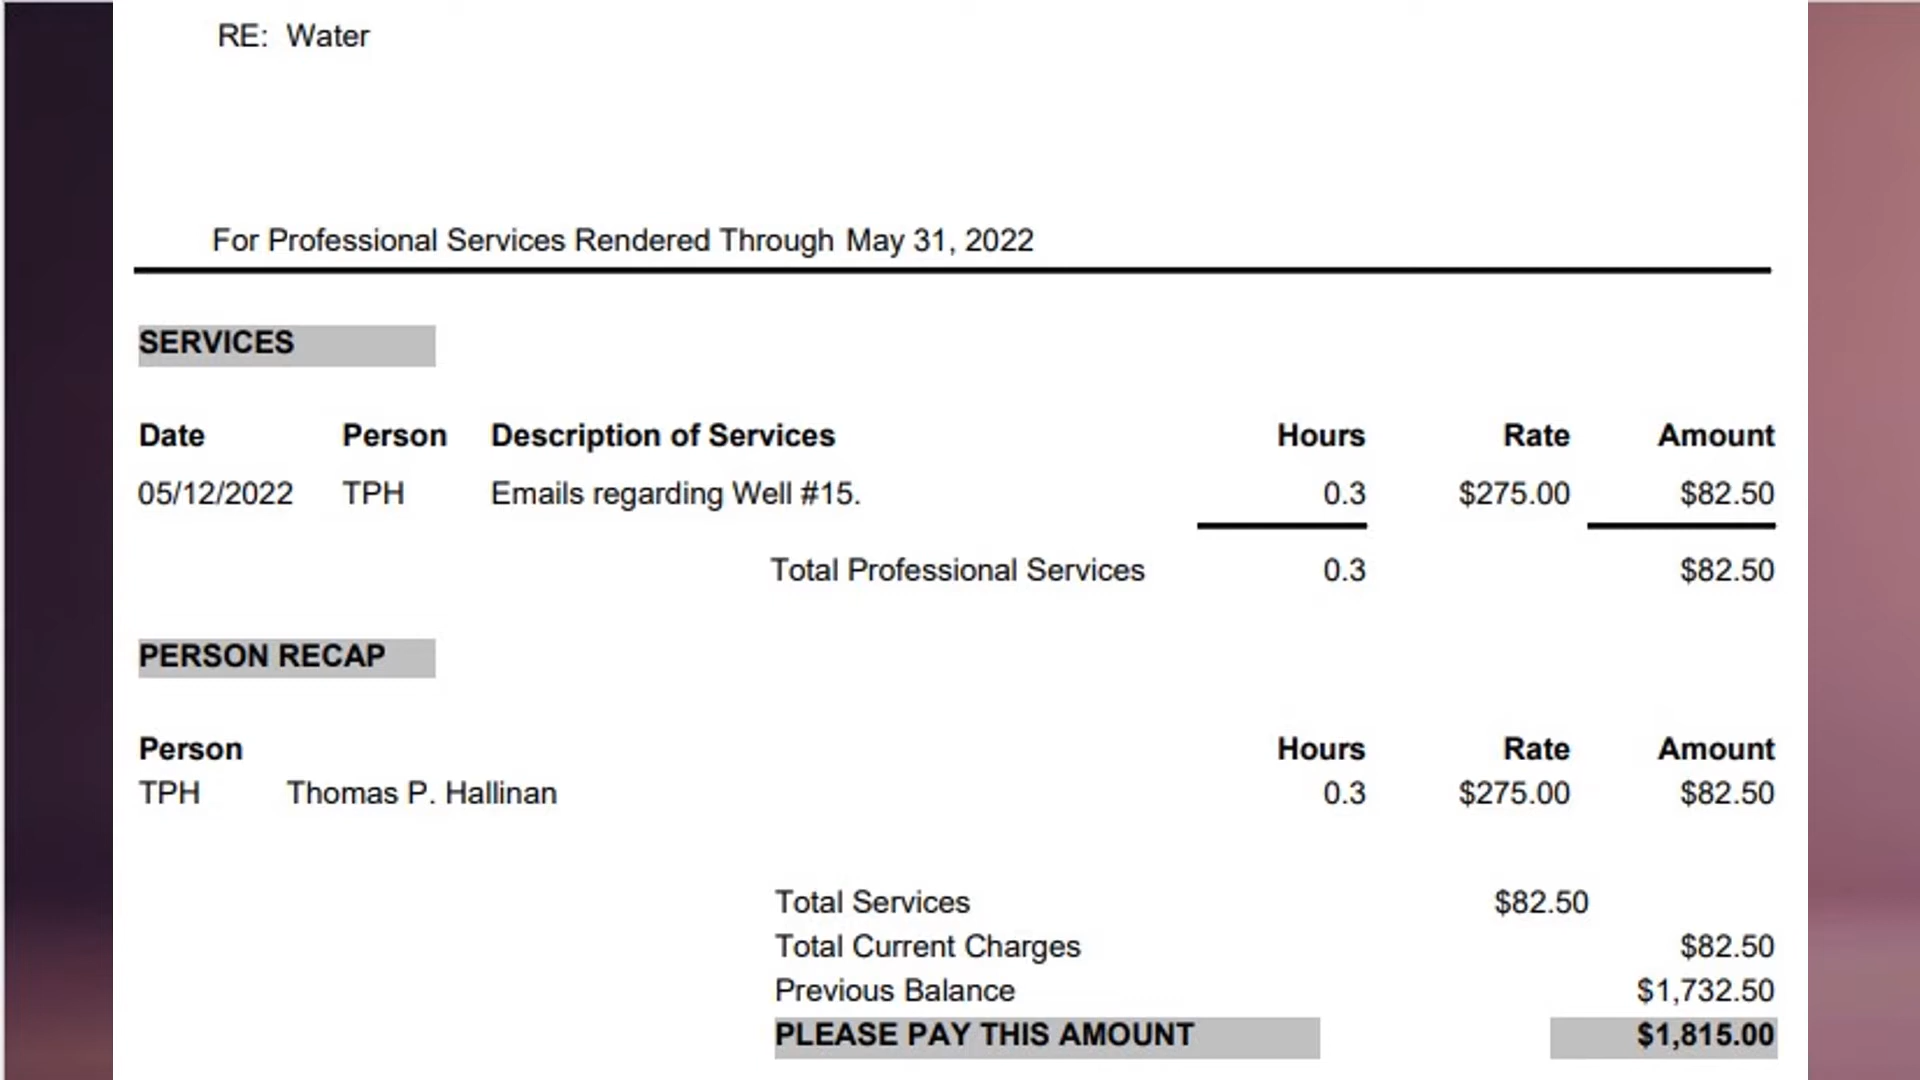 RE: Water
For Professional Services Rendered Through May 31, 2022
SERVICES
Date Person Description of Services Hours Rate Amount
05/12/2022 TPH Emails regarding Well #15. 0.3 $275.00 $82.50
Total Professional Services 0.3 $82.50
PERSON RECAP
Person Hours Rate Amount
TPH Thomas P. Hallinan 0.3 $275.00 $82.50
Total Services $82.50
Total Current Charges $82.50
Previous Balance $1,732.50
PLEASE PAY THIS AMOUNT $1,815.00